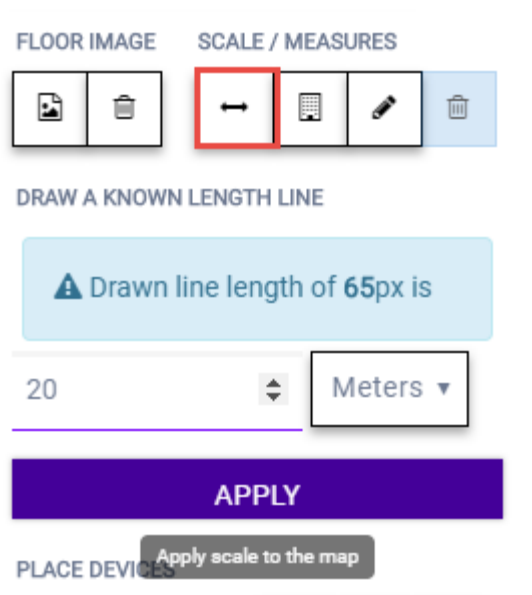 FLOOR IMAGE SCALE / MEASURES
DRAW A KNOWN LENGTH LINE
Drawn line length of 65px is
20 Meters
APPLY
Apply scale to the map
PLACE DEVICES